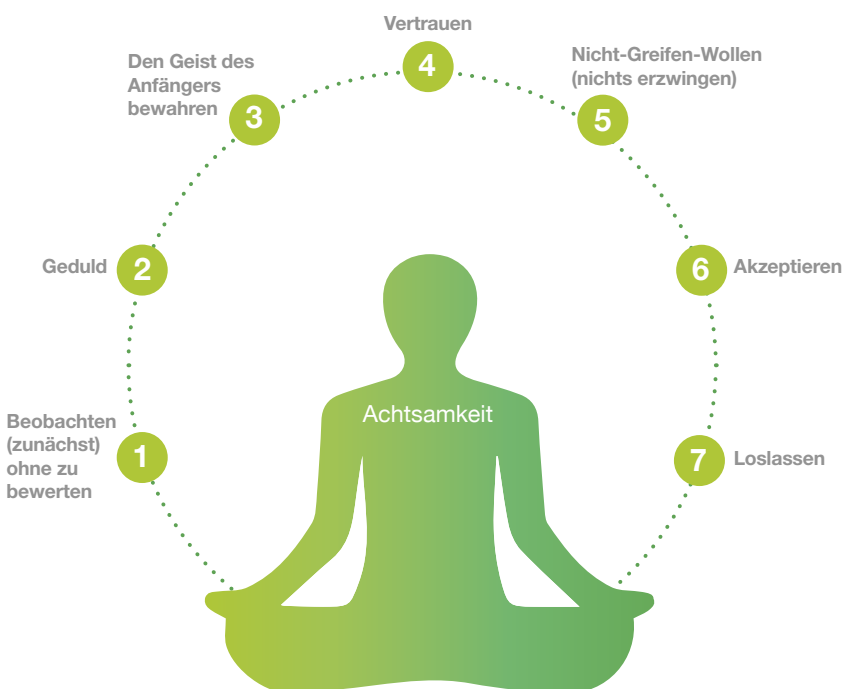 Vertrauen
4
Den Geist des
Anfängers
bewahren
3
Nicht-Greifen-Wollen
(nichts erzwingen)
5
Geduld
2
6
Akzeptieren
Achtsamkeit
Beobachten
(zunächst)
ohne zu
bewerten
1
7
Loslassen